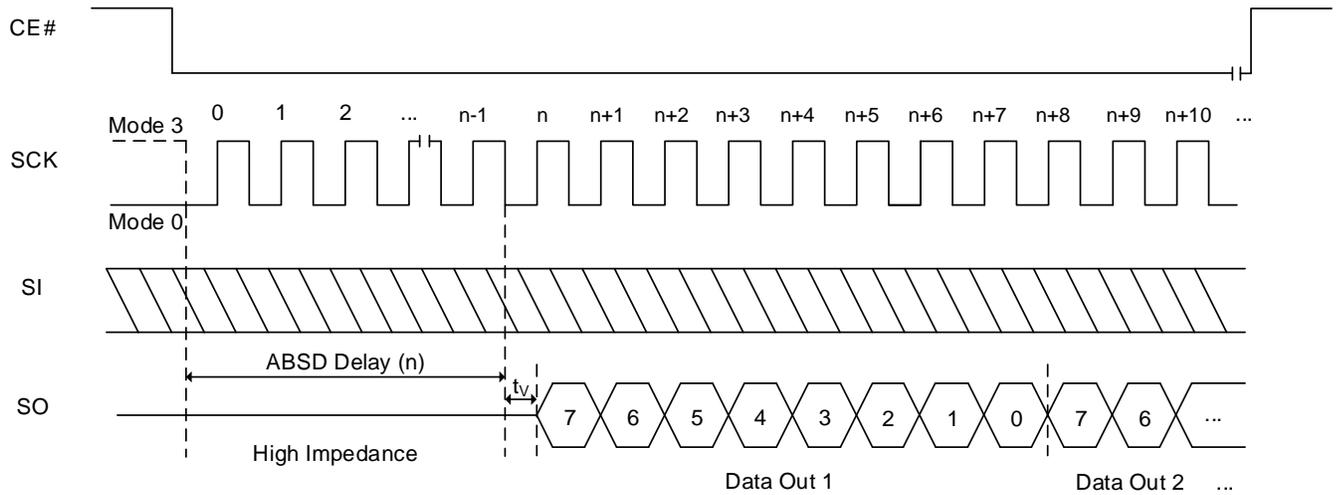 CE#
0 1 2 ... n-1 n n+1 n+2 n+3 n+4 n+5 n+6 n+7 n+8 n+9 n+10 ...
Mode 3
SCK
Mode 0
SI
ABSD Delay (n)
tV
SO
7 6 5 4 3 2 1 0 7 6 ...
High Impedance
Data Out 1 Data Out 2 ...